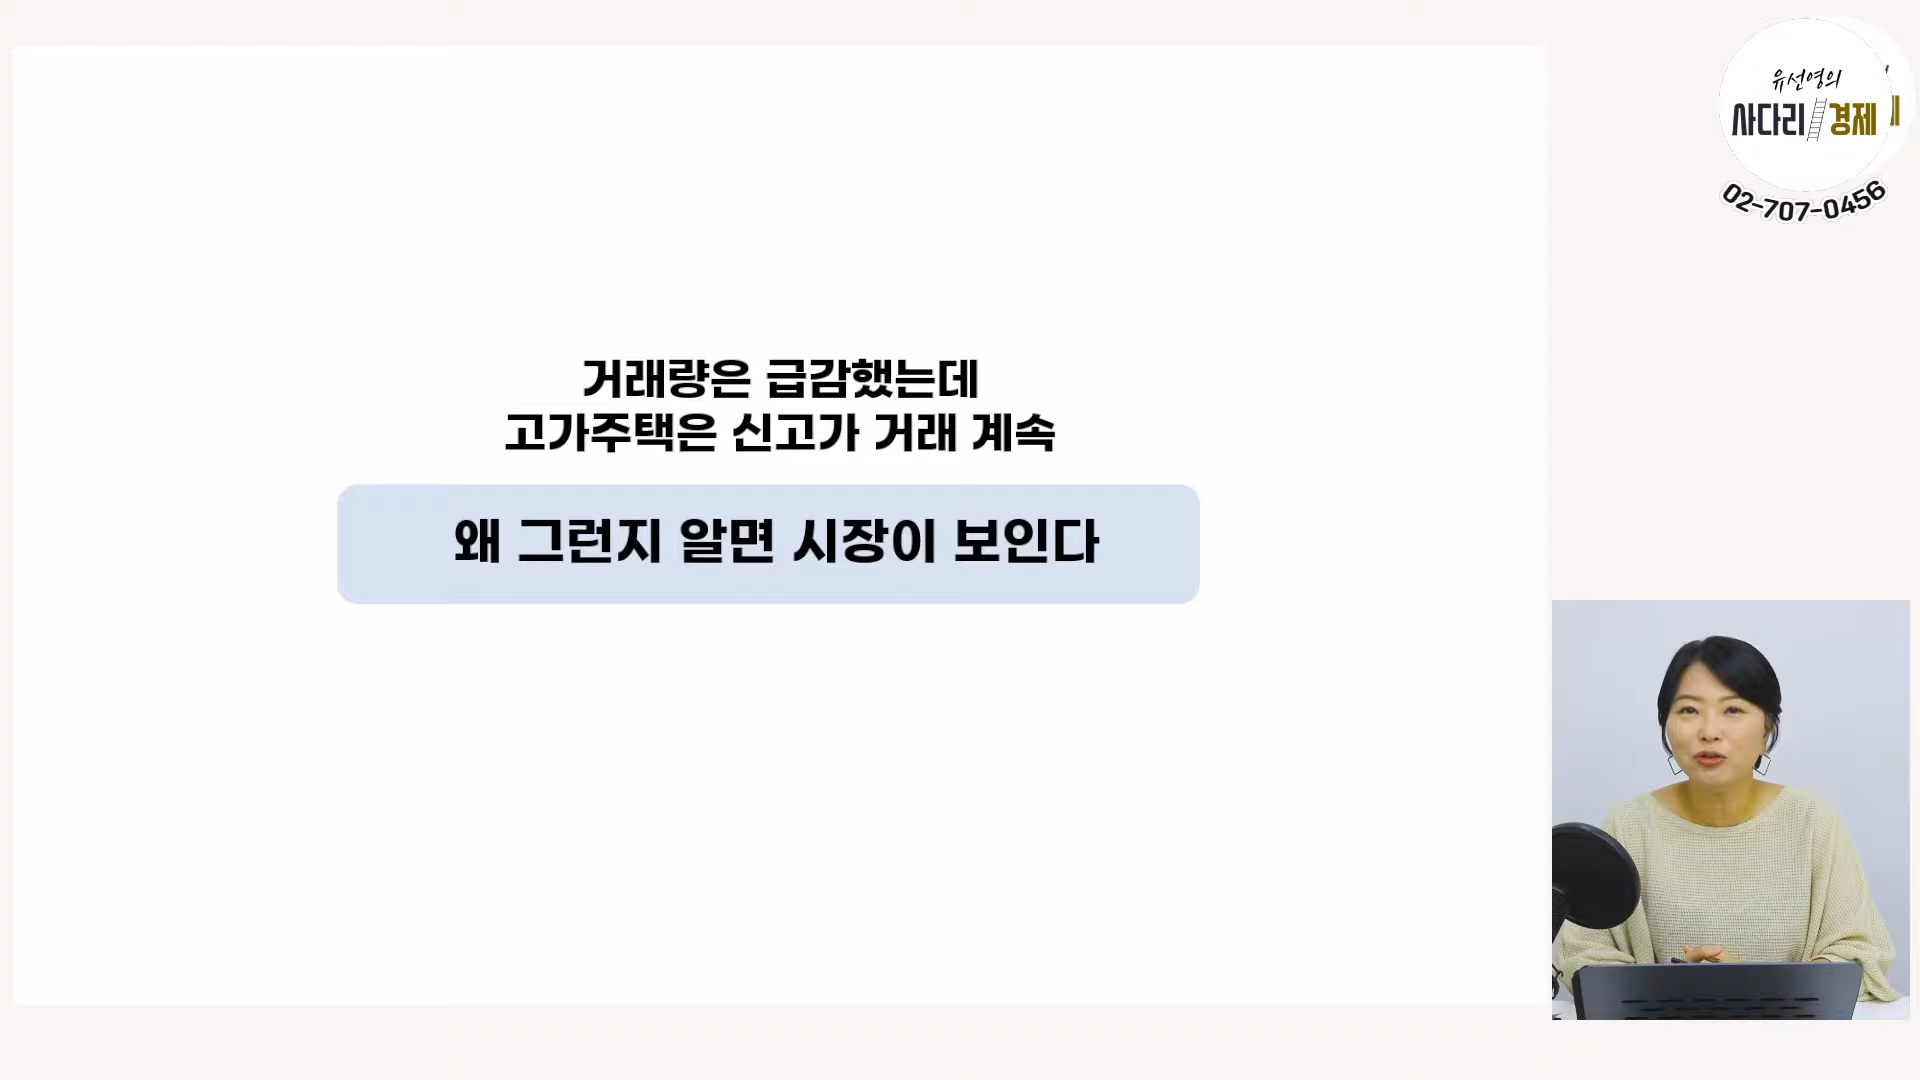 거래량은 급감했는데
고가주택은 신고가 거래 계속
왜 그런지 알면 시장이 보인다
유선영의
사다리 경제
02-707-0456